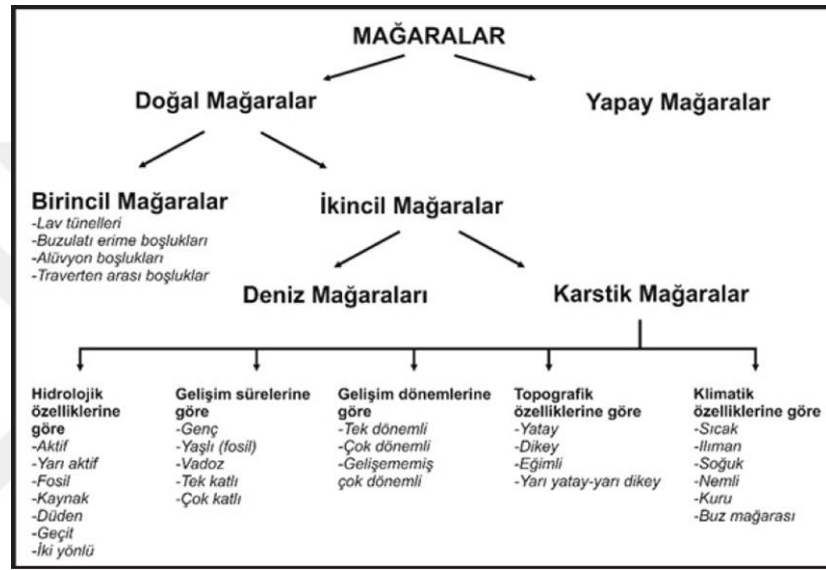 MAĞARALAR
Doğal Mağaralar
Yapay Mağaralar
Birincil Mağaralar
-Lav tünelleri
-Buzulatı erime boşlukları
-Alüvyon boşlukları
-Traverten arası boşluklar
İkincil Mağaralar
Deniz Mağaraları
Karstik Mağaralar
Hidrolojik
özelliklerine
göre
-Aktif
-Yarı aktif
-Fosil
-Kaynak
-Düden
-Geçit
-İki yönlü
Gelişim sürelerine
göre
-Genç
-Yaşlı (fosil)
-Vadoz
-Tek katlı
-Çok katlı
Gelişim dönemlerine
göre
-Tek dönemli
-Çok dönemli
-Gelişememiş
çok dönemli
Topografik
özelliklerine göre
-Yatay
-Dikey
-Eğimli
-Yarı yatay-yarı dikey
Klimatik
özelliklerine göre
-Sıcak
-Ilıman
-Soğuk
-Nemli
-Kuru
-Buz mağarası